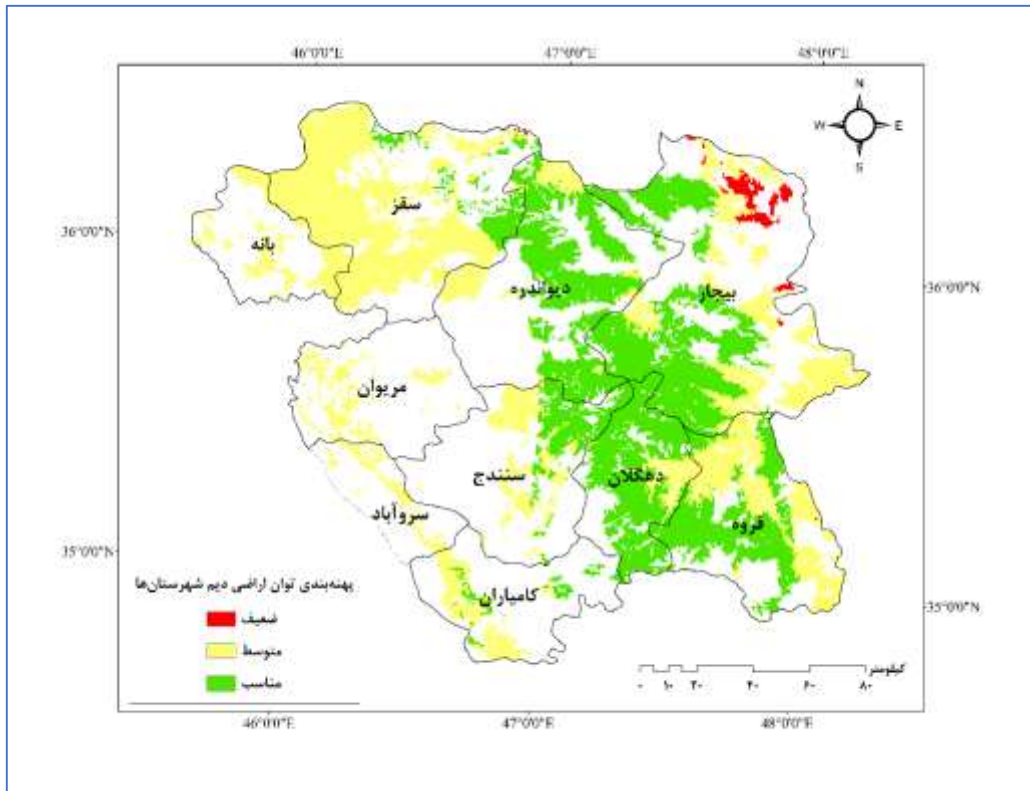 46°0'0"E 47°0'0"E 48°0'0"E
N
W E
S
سقز
36°0'0"N
بانه
دیواندره
بیجار
36°0'0"N
مریوان
سنندج
دهگلان
سروآباد
قروه
35°0'0"N
کامیاران
پهنه‌بندی توان اراضی دیم شهرستان‌ها
35°0'0"N
ضعیف
متوسط
مناسب
کیلومتر
۰ ۱۰ ۲۰ ۴۰ ۶۰ ۸۰
46°0'0"E 47°0'0"E 48°0'0"E